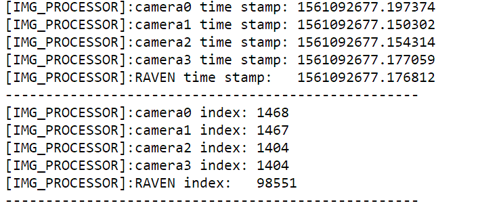 [IMG_PROCESSOR]:camera0 time stamp: 1561092677.197374
[IMG_PROCESSOR]:camera1 time stamp: 1561092677.150302
[IMG_PROCESSOR]:camera2 time stamp: 1561092677.154314
[IMG_PROCESSOR]:camera3 time stamp: 1561092677.177059
[IMG_PROCESSOR]:RAVEN time stamp:   1561092677.176812
----------------------------------------------------
[IMG_PROCESSOR]:camera0 index: 1468
[IMG_PROCESSOR]:camera1 index: 1467
[IMG_PROCESSOR]:camera2 index: 1404
[IMG_PROCESSOR]:camera3 index: 1404
[IMG_PROCESSOR]:RAVEN index:   98551
----------------------------------------------------